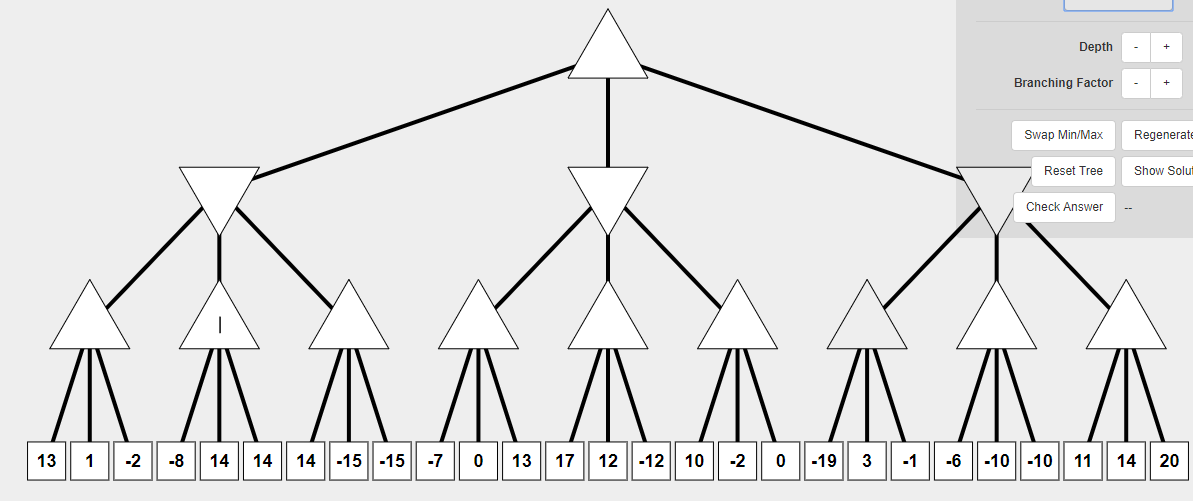 Depth - +
Branching Factor - +
Swap Min/Max Regenerate
Reset Tree Show Solu
Check Answer --
13 1 -2 -8 14 14 14 -15 -15 -7 0 13 17 12 -12 10 -2 0 -19 3 -1 -6 -10 -10 11 14 20